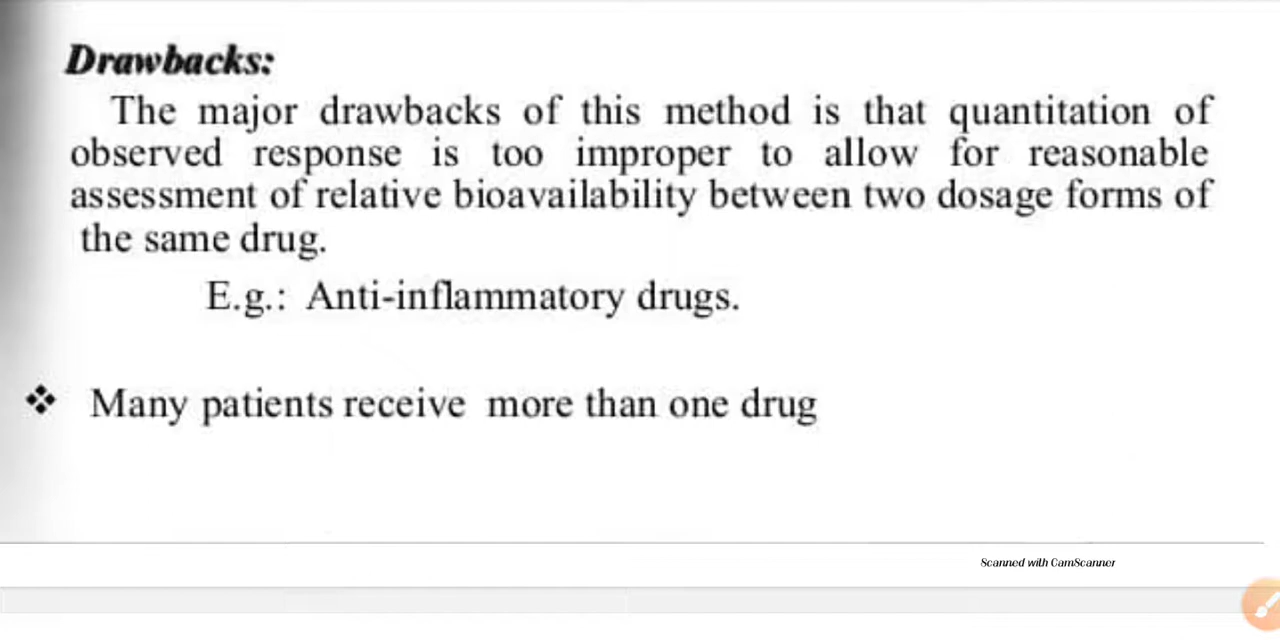 Drawbacks:
The major drawbacks of this method is that quantitation of
observed response is too improper to allow for reasonable
assessment of relative bioavailability between two dosage forms of
the same drug.
E.g.: Anti-inflammatory drugs.
❖ Many patients receive more than one drug
Scanned with CamScanner